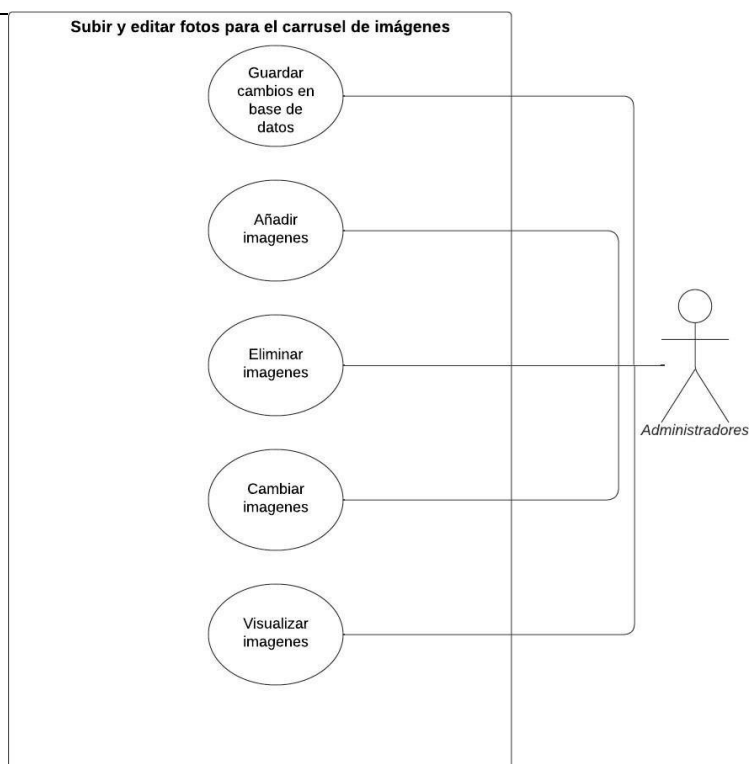 Subir y editar fotos para el carrusel de imágenes
Guardar
cambios en
base de
datos
Añadir
imagenes
Eliminar
imagenes
Cambiar
imagenes
Visualizar
imagenes
Administradores